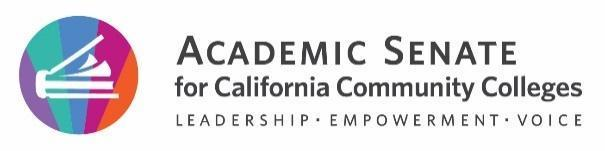 ACADEMIC SENATE
for California Community Colleges
LEADERSHIP · EMPOWERMENT · VOICE